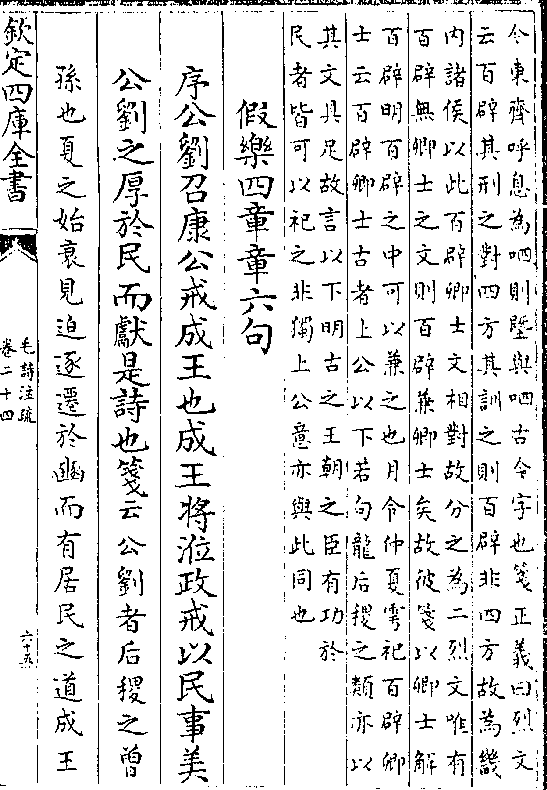 今東齊呼息為呬則墍與呬古今字也箋正義曰烈文
云百辟其刑之對四方其訓之則百辟非四方故為畿
内諸侯以此百辟卿士文相對故分之為二烈文唯有
百辟無卿士之文則百辟兼卿士矣故彼箋以卿士解
百辟明百辟之中可以兼之也月令仲夏雩祀百辟卿
士云百辟卿士古者上公以下若句龍后稷之類亦以
其文具足故言以下明古之王朝之臣有功於
民者皆可以祀之非獨上公意亦與此同也
假樂四章章六句
序公劉召康公戒成王也成王將涖政戒以民事美
公劉之厚於民而獻是詩也箋云公劉者后稷之曽
孫也夏之始衰見迫逐遷於豳而有居民之道成王
欽定四庫全書
毛詩注疏
卷二十四
六十五